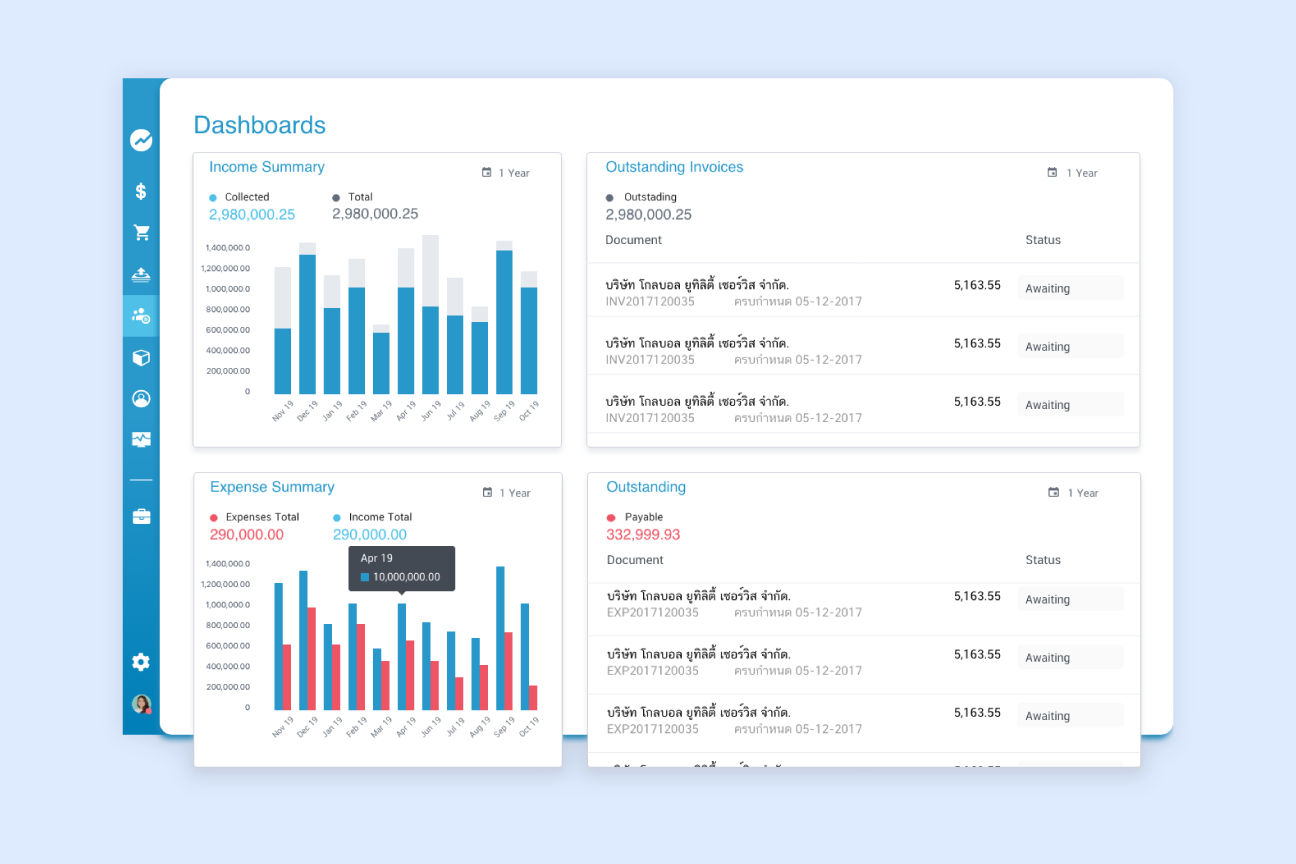 Dashboards
Income Summary
1 Year
Collected
Total
2,980,000.25
2,980,000.25
1,400,000.0
1,200,000.00
1,000,000.0
800,000.00
600,000.00
400,000.00
200,000.00
0
Nov 19
Dec 19
Jan 19
Feb 19
Mar 19
Apr 19
Jun 19
Jul 19
Aug 19
Sep 19
Oct 19
Outstanding Invoices
1 Year
Outstading
2,980,000.25
Document
Status
บริษัท โกลบอล ยูทิลิตี้ เซอร์วิส จำกัด.
5,163.55
Awaiting
INV2017120035
ครบกำหนด 05-12-2017
บริษัท โกลบอล ยูทิลิตี้ เซอร์วิส จำกัด.
5,163.55
Awaiting
INV2017120035
ครบกำหนด 05-12-2017
บริษัท โกลบอล ยูทิลิตี้ เซอร์วิส จำกัด.
5,163.55
Awaiting
INV2017120035
ครบกำหนด 05-12-2017
Expense Summary
1 Year
Expenses Total
Income Total
290,000.00
290,000.00
Apr 19
10,000,000.00
1,400,000.0
1,200,000.00
1,000,000.0
800,000.00
600,000.00
400,000.00
200,000.00
0
Nov 19
Dec 19
Jan 19
Feb 19
Mar 19
Apr 19
Jun 19
Jul 19
Aug 19
Sep 19
Oct 19
Outstanding
1 Year
Payable
332,999.93
Document
Status
บริษัท โกลบอล ยูทิลิตี้ เซอร์วิส จำกัด.
5,163.55
Awaiting
EXP2017120035
ครบกำหนด 05-12-2017
บริษัท โกลบอล ยูทิลิตี้ เซอร์วิส จำกัด.
5,163.55
Awaiting
EXP2017120035
ครบกำหนด 05-12-2017
บริษัท โกลบอล ยูทิลิตี้ เซอร์วิส จำกัด.
5,163.55
Awaiting
EXP2017120035
ครบกำหนด 05-12-2017